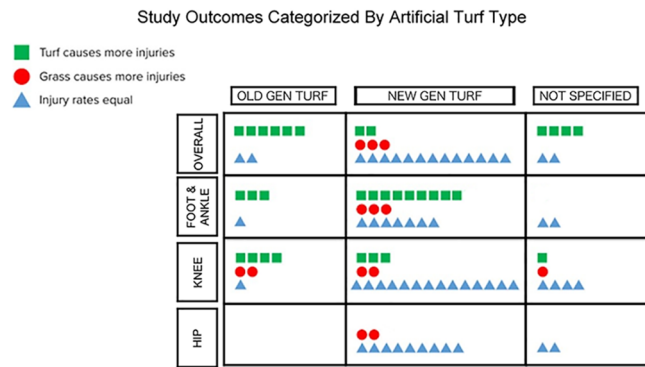 Study Outcomes Categorized By Artificial Turf Type
Turf causes more injuries
Grass causes more injuries
Injury rates equal
OLD GEN TURF
NEW GEN TURF
NOT SPECIFIED
OVERALL
FOOT &
ANKLE
KNEE
HIP